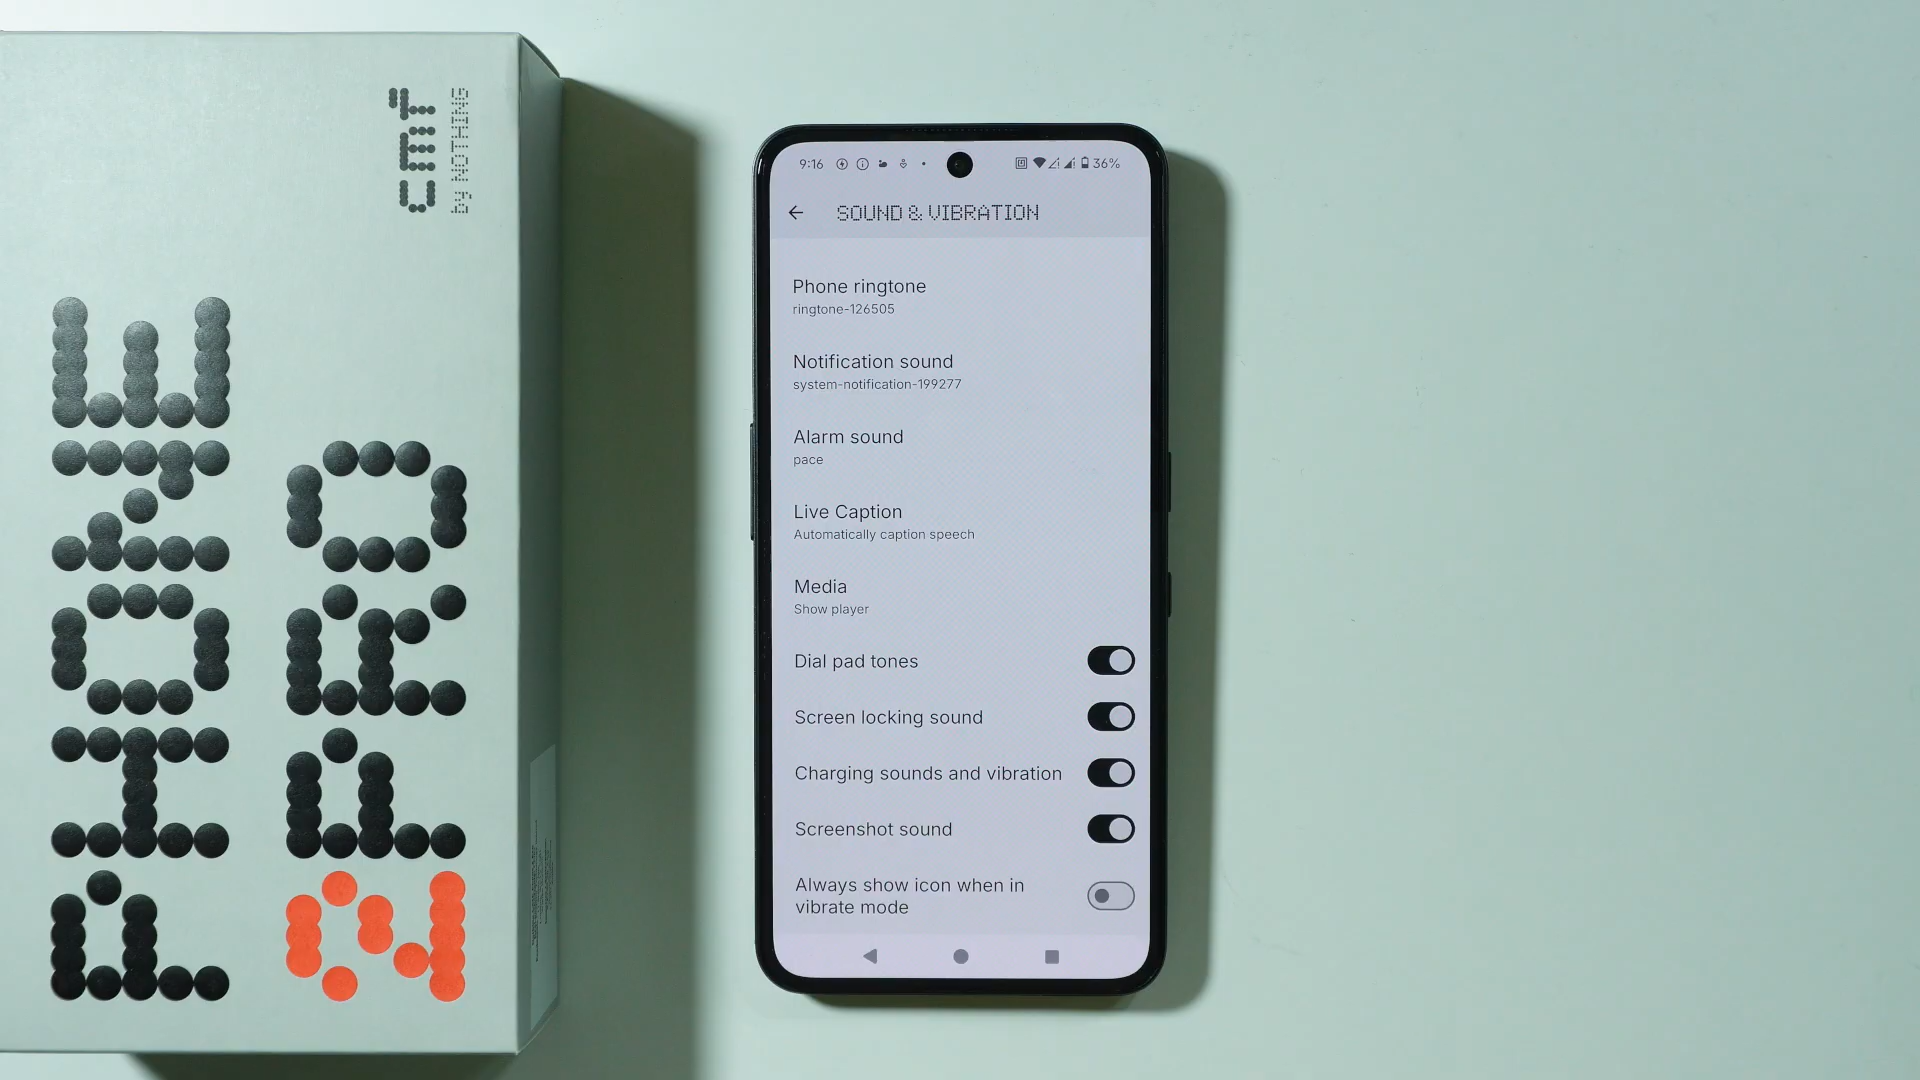 cmf
by NOTHING
PHONE
2 PRO
9:16
36%
SOUND & VIBRATION
Phone ringtone
ringtone-126505
Notification sound
system-notification-199277
Alarm sound
pace
Live Caption
Automatically caption speech
Media
Show player
Dial pad tones
Screen locking sound
Charging sounds and vibration
Screenshot sound
Always show icon when in
vibrate mode